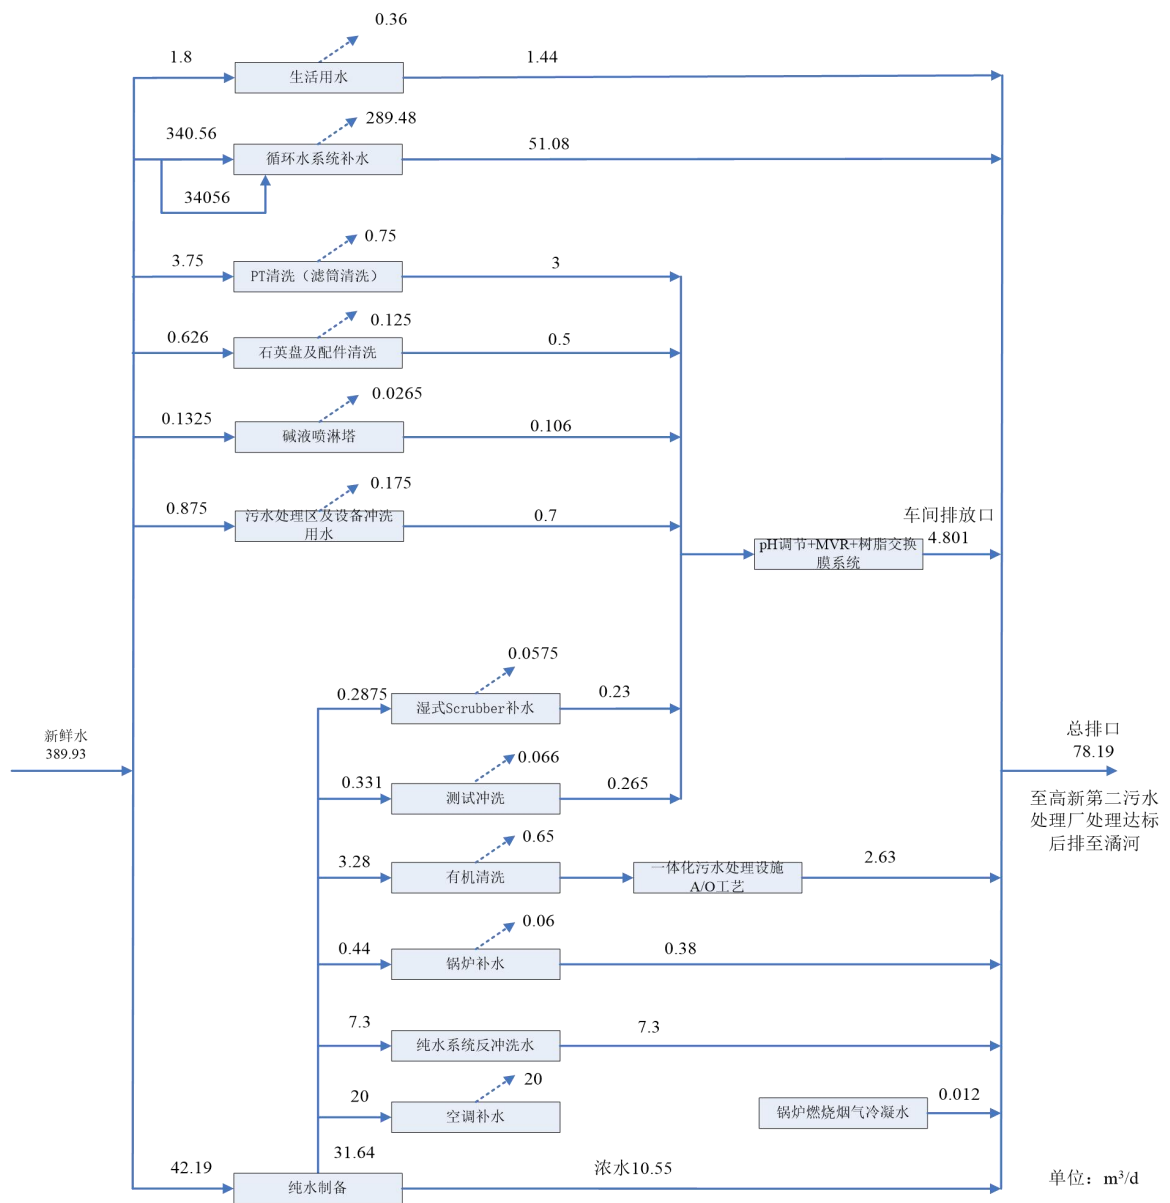 0.36
1.8
生活用水
1.44
289.48
340.56
循环水系统补水
51.08
34056
0.75
3.75
PT清洗（滤筒清洗）
3
0.125
0.626
石英盘及配件清洗
0.5
0.0265
0.1325
碱液喷淋塔
0.106
0.175
0.875
污水处理区及设备冲洗
用水
0.7
车间排放口
4.801
pH调节+MVR+树脂交换
膜系统
0.0575
0.2875
湿式Scrubber补水
0.23
新鲜水
389.93
0.066
0.331
测试冲洗
0.265
总排口
78.19
至高新第二污水
处理厂处理达标
后排至潏河
0.65
3.28
有机清洗
一体化污水处理设施
A/O工艺
2.63
0.06
0.44
锅炉补水
0.38
7.3
纯水系统反冲洗水
7.3
20
20
空调补水
锅炉燃烧烟气冷凝水
0.012
31.64
42.19
纯水制备
浓水10.55
单位：m³/d